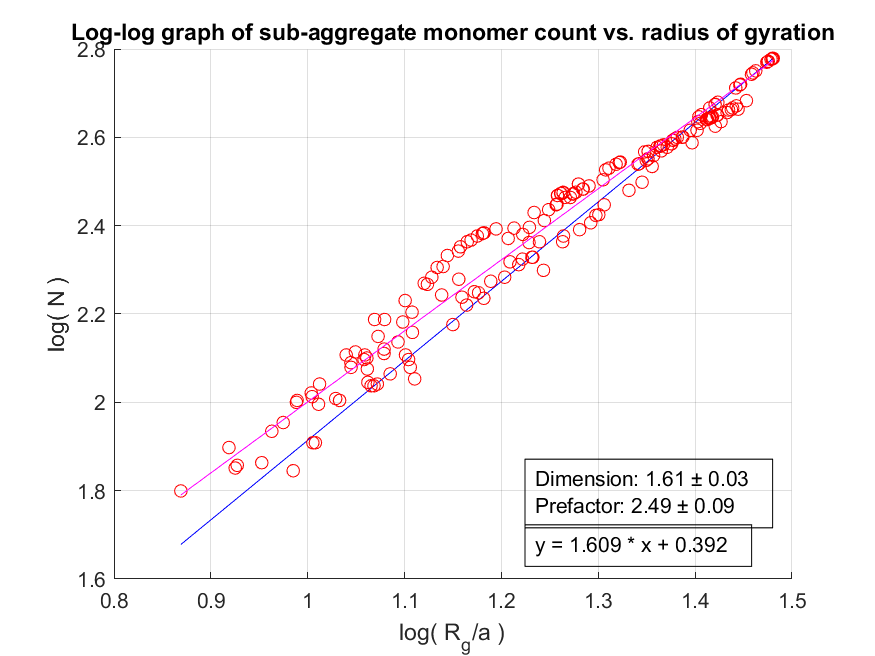 Log-log graph of sub-aggregate monomer count vs. radius of gyration
2.8
2.6
2.4
2.2
2
1.8
1.6
log( N )
Dimension: 1.61 ± 0.03
Prefactor: 2.49 ± 0.09
y = 1.609 * x + 0.392
0.8 0.9 1 1.1 1.2 1.3 1.4 1.5
log( R_g/a )